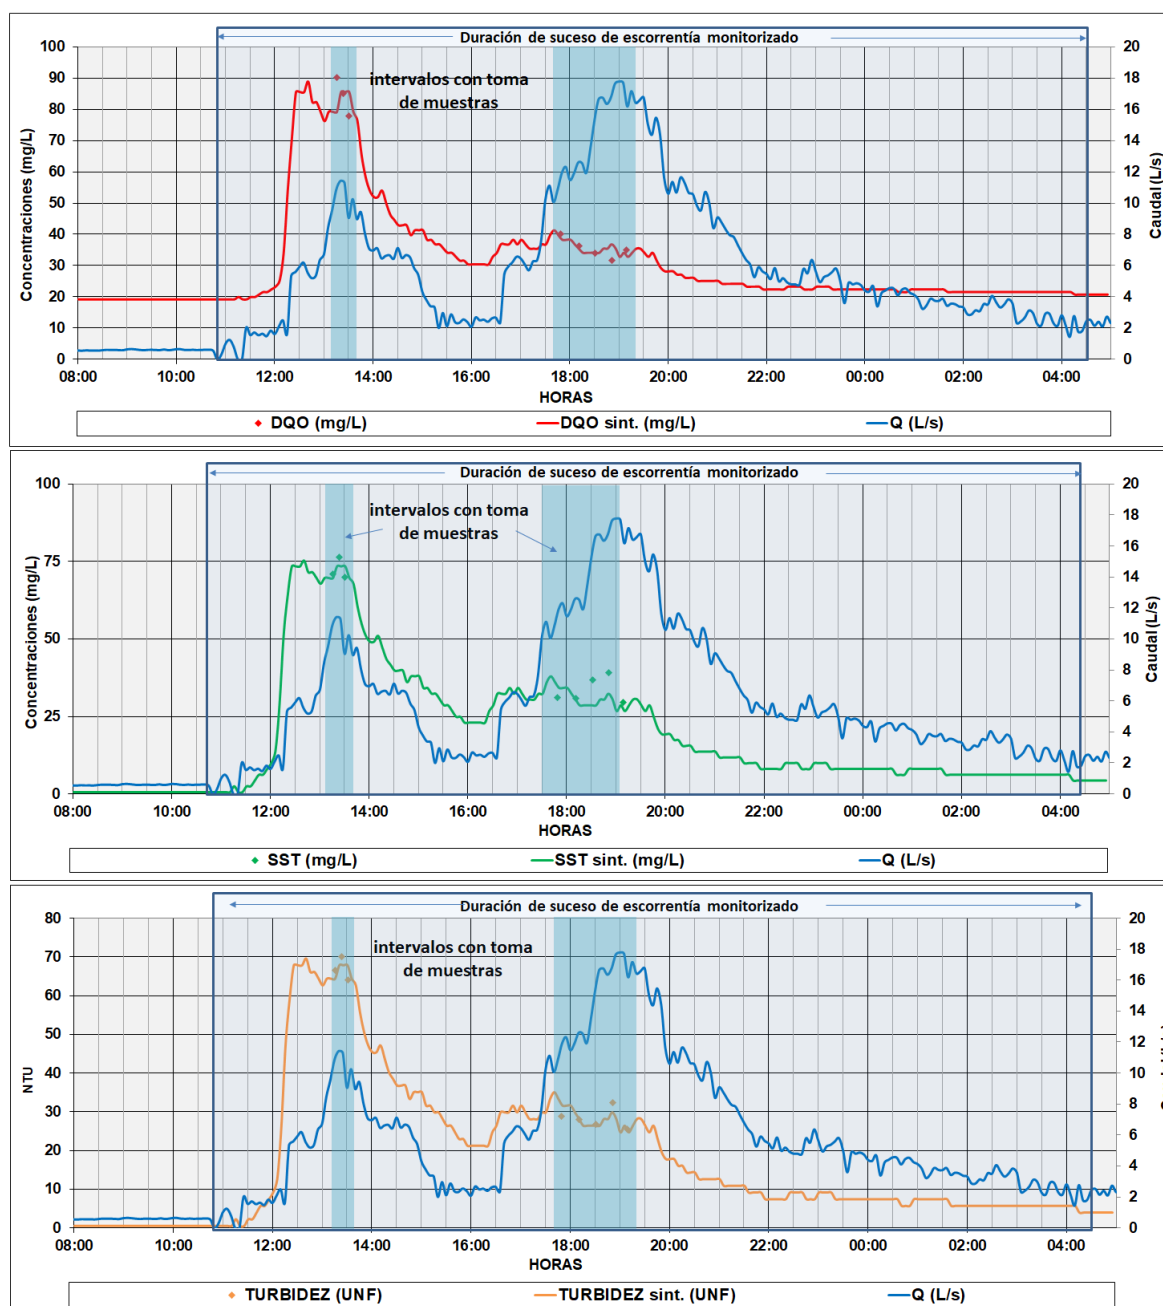 Duración de suceso de escorrentía monitorizado
intervalos con toma
de muestras
Concentraciones (mg/L)
100
90
80
70
60
50
40
30
20
10
0
20
18
16
14
12
10
8
6
4
2
0
Caudal (L/s)
08:00 10:00 12:00 14:00 16:00 18:00 20:00 22:00 00:00 02:00 04:00
HORAS
DQO (mg/L) DQO sint. (mg/L) Q (L/s)
Duración de suceso de escorrentía monitorizado
intervalos con toma
de muestras
Concentraciones (mg/L)
100
75
50
25
0
20
18
16
14
12
10
8
6
4
2
0
Caudal (L/s)
08:00 10:00 12:00 14:00 16:00 18:00 20:00 22:00 00:00 02:00 04:00
HORAS
SST (mg/L) SST sint. (mg/L) Q (L/s)
Duración de suceso de escorrentía monitorizado
intervalos con toma
de muestras
NTU
80
70
60
50
40
30
20
10
0
20
18
16
14
12
10
8
6
4
2
0
08:00 10:00 12:00 14:00 16:00 18:00 20:00 22:00 00:00 02:00 04:00
HORAS
TURBIDEZ (UNF) TURBIDEZ sint. (UNF) Q (L/s)